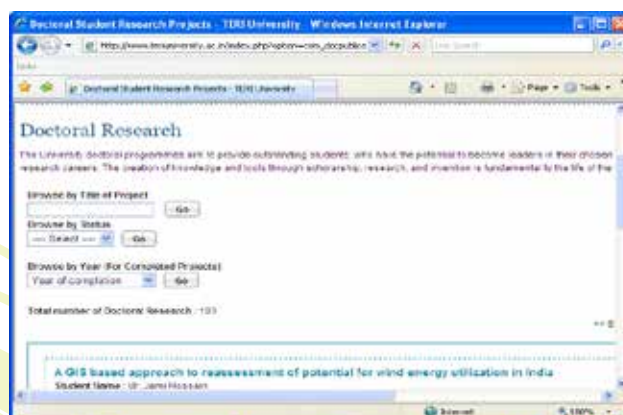 Doctoral Student Research Projects - TERI University - Windows Internet Explorer
Doctoral Student Research Projects - TERI University
Page
Tools
Doctoral Research
The University doctoral programmes aim to provide outstanding students, who have the potential to become leaders in their chosen
research careers. The creation of knowledge and tools through scholarship, research, and invention is fundamental to the life of the
Browse by Title of Project
Go
Browse by Status
--- Select --- Go
Browse by Year (For Completed Projects)
Year of completion Go
Total number of Doctoral Research :
A GIS based approach to reassessment of potential for wind energy utilization in India
Student Name : Dr. Jami Hossain
Internet
100%